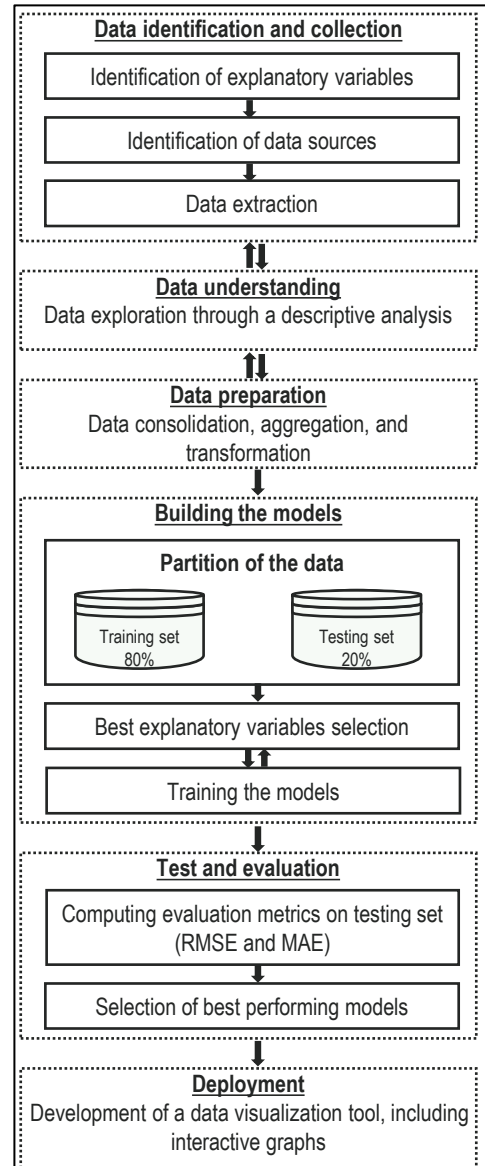 Data identification and collection
Identification of explanatory variables
Identification of data sources
Data extraction
Data understanding
Data exploration through a descriptive analysis
Data preparation
Data consolidation, aggregation, and
transformation
Building the models
Partition of the data
Training set
80%
Testing set
20%
Best explanatory variables selection
Training the models
Test and evaluation
Computing evaluation metrics on testing set
(RMSE and MAE)
Selection of best performing models
Deployment
Development of a data visualization tool, including
interactive graphs